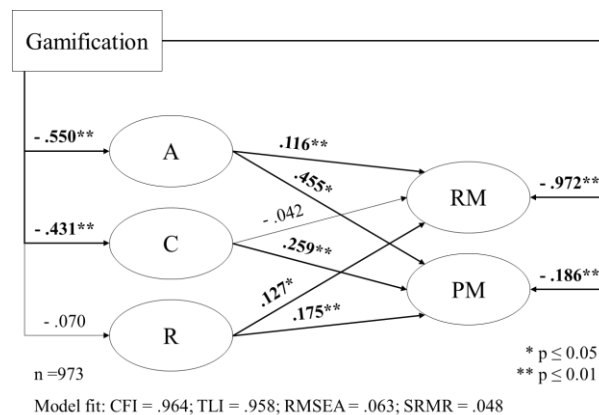 Gamification
- .550**
A
.116**
.455*
RM
- .972**
- .431**
C
- .042
.259**
.127*
PM
- .186**
- .070
R
.175**
n =973
* p ≤ 0.05
** p ≤ 0.01
Model fit: CFI = .964; TLI = .958; RMSEA = .063; SRMR = .048